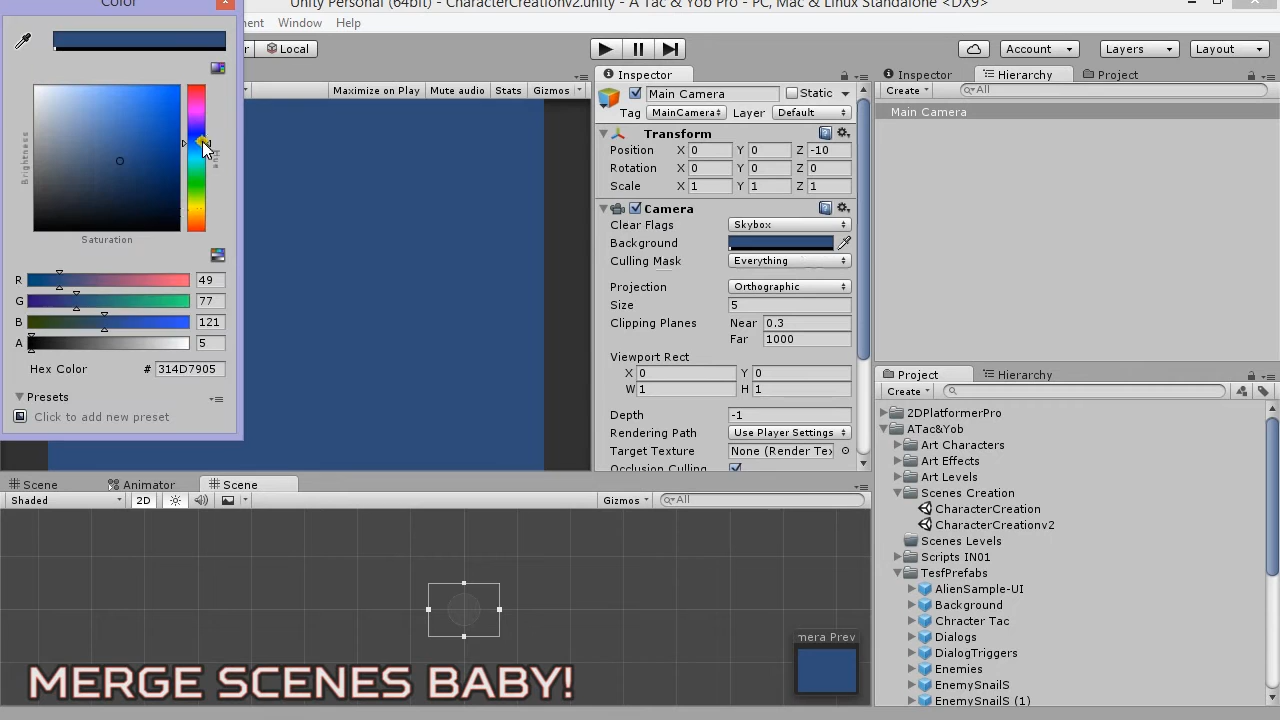 Color
Unity Personal (64bit) - CharacterCreationv2.unity - A Tac & Yob Pro - PC, Mac & Linux Standalone <DX9>
Window Help
Local
Account
Layers
Layout
Maximize on Play Mute audio Stats Gizmos
Brightness
Hue
Saturation
R 49
G 77
B 121
A 5
Hex Color # 314D7905
Presets
Click to add new preset
Inspector
Main Camera Static
Tag MainCamera Layer Default
Transform
Position X 0 Y 0 Z -10
Rotation X 0 Y 0 Z 0
Scale X 1 Y 1 Z 1
Camera
Clear Flags Skybox
Background
Culling Mask Everything
Projection Orthographic
Size 5
Clipping Planes Near 0.3
Far 1000
Viewport Rect
X 0 Y 0
W 1 H 1
Depth -1
Rendering Path Use Player Settings
Target Texture None (Render Tex
Occlusion Culling
Inspector Hierarchy Project
Create All
Main Camera
Project Hierarchy
Create
2DPlatformerPro
ATac&Yob
Art Characters
Art Effects
Art Levels
Scenes Creation
CharacterCreation
CharacterCreationv2
Scenes Levels
Scripts IN01
TesfPrefabs
AlienSample-UI
Background
Chracter Tac
Dialogs
DialogTriggers
Enemies
EnemySnailS
EnemySnailS (1)
Scene Animator Scene
Shaded 2D Gizmos All
mera Prev
MERGE SCENES BABY!